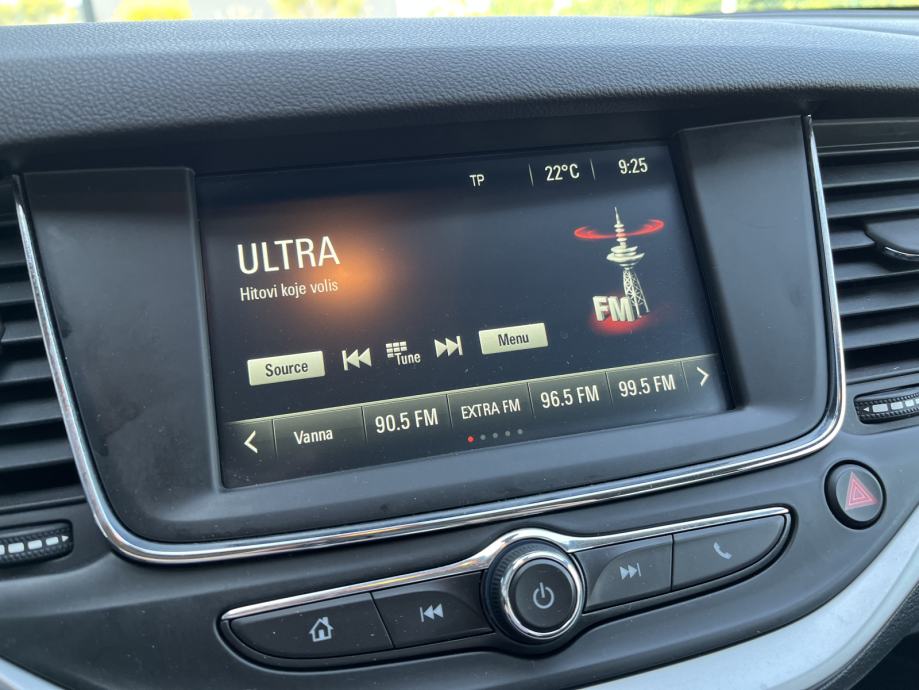 TP 22°C 9:25
ULTRA
Hitovi koje volis
FM
Source Tune Menu
Vanna 90.5 FM EXTRA FM 96.5 FM 99.5 FM